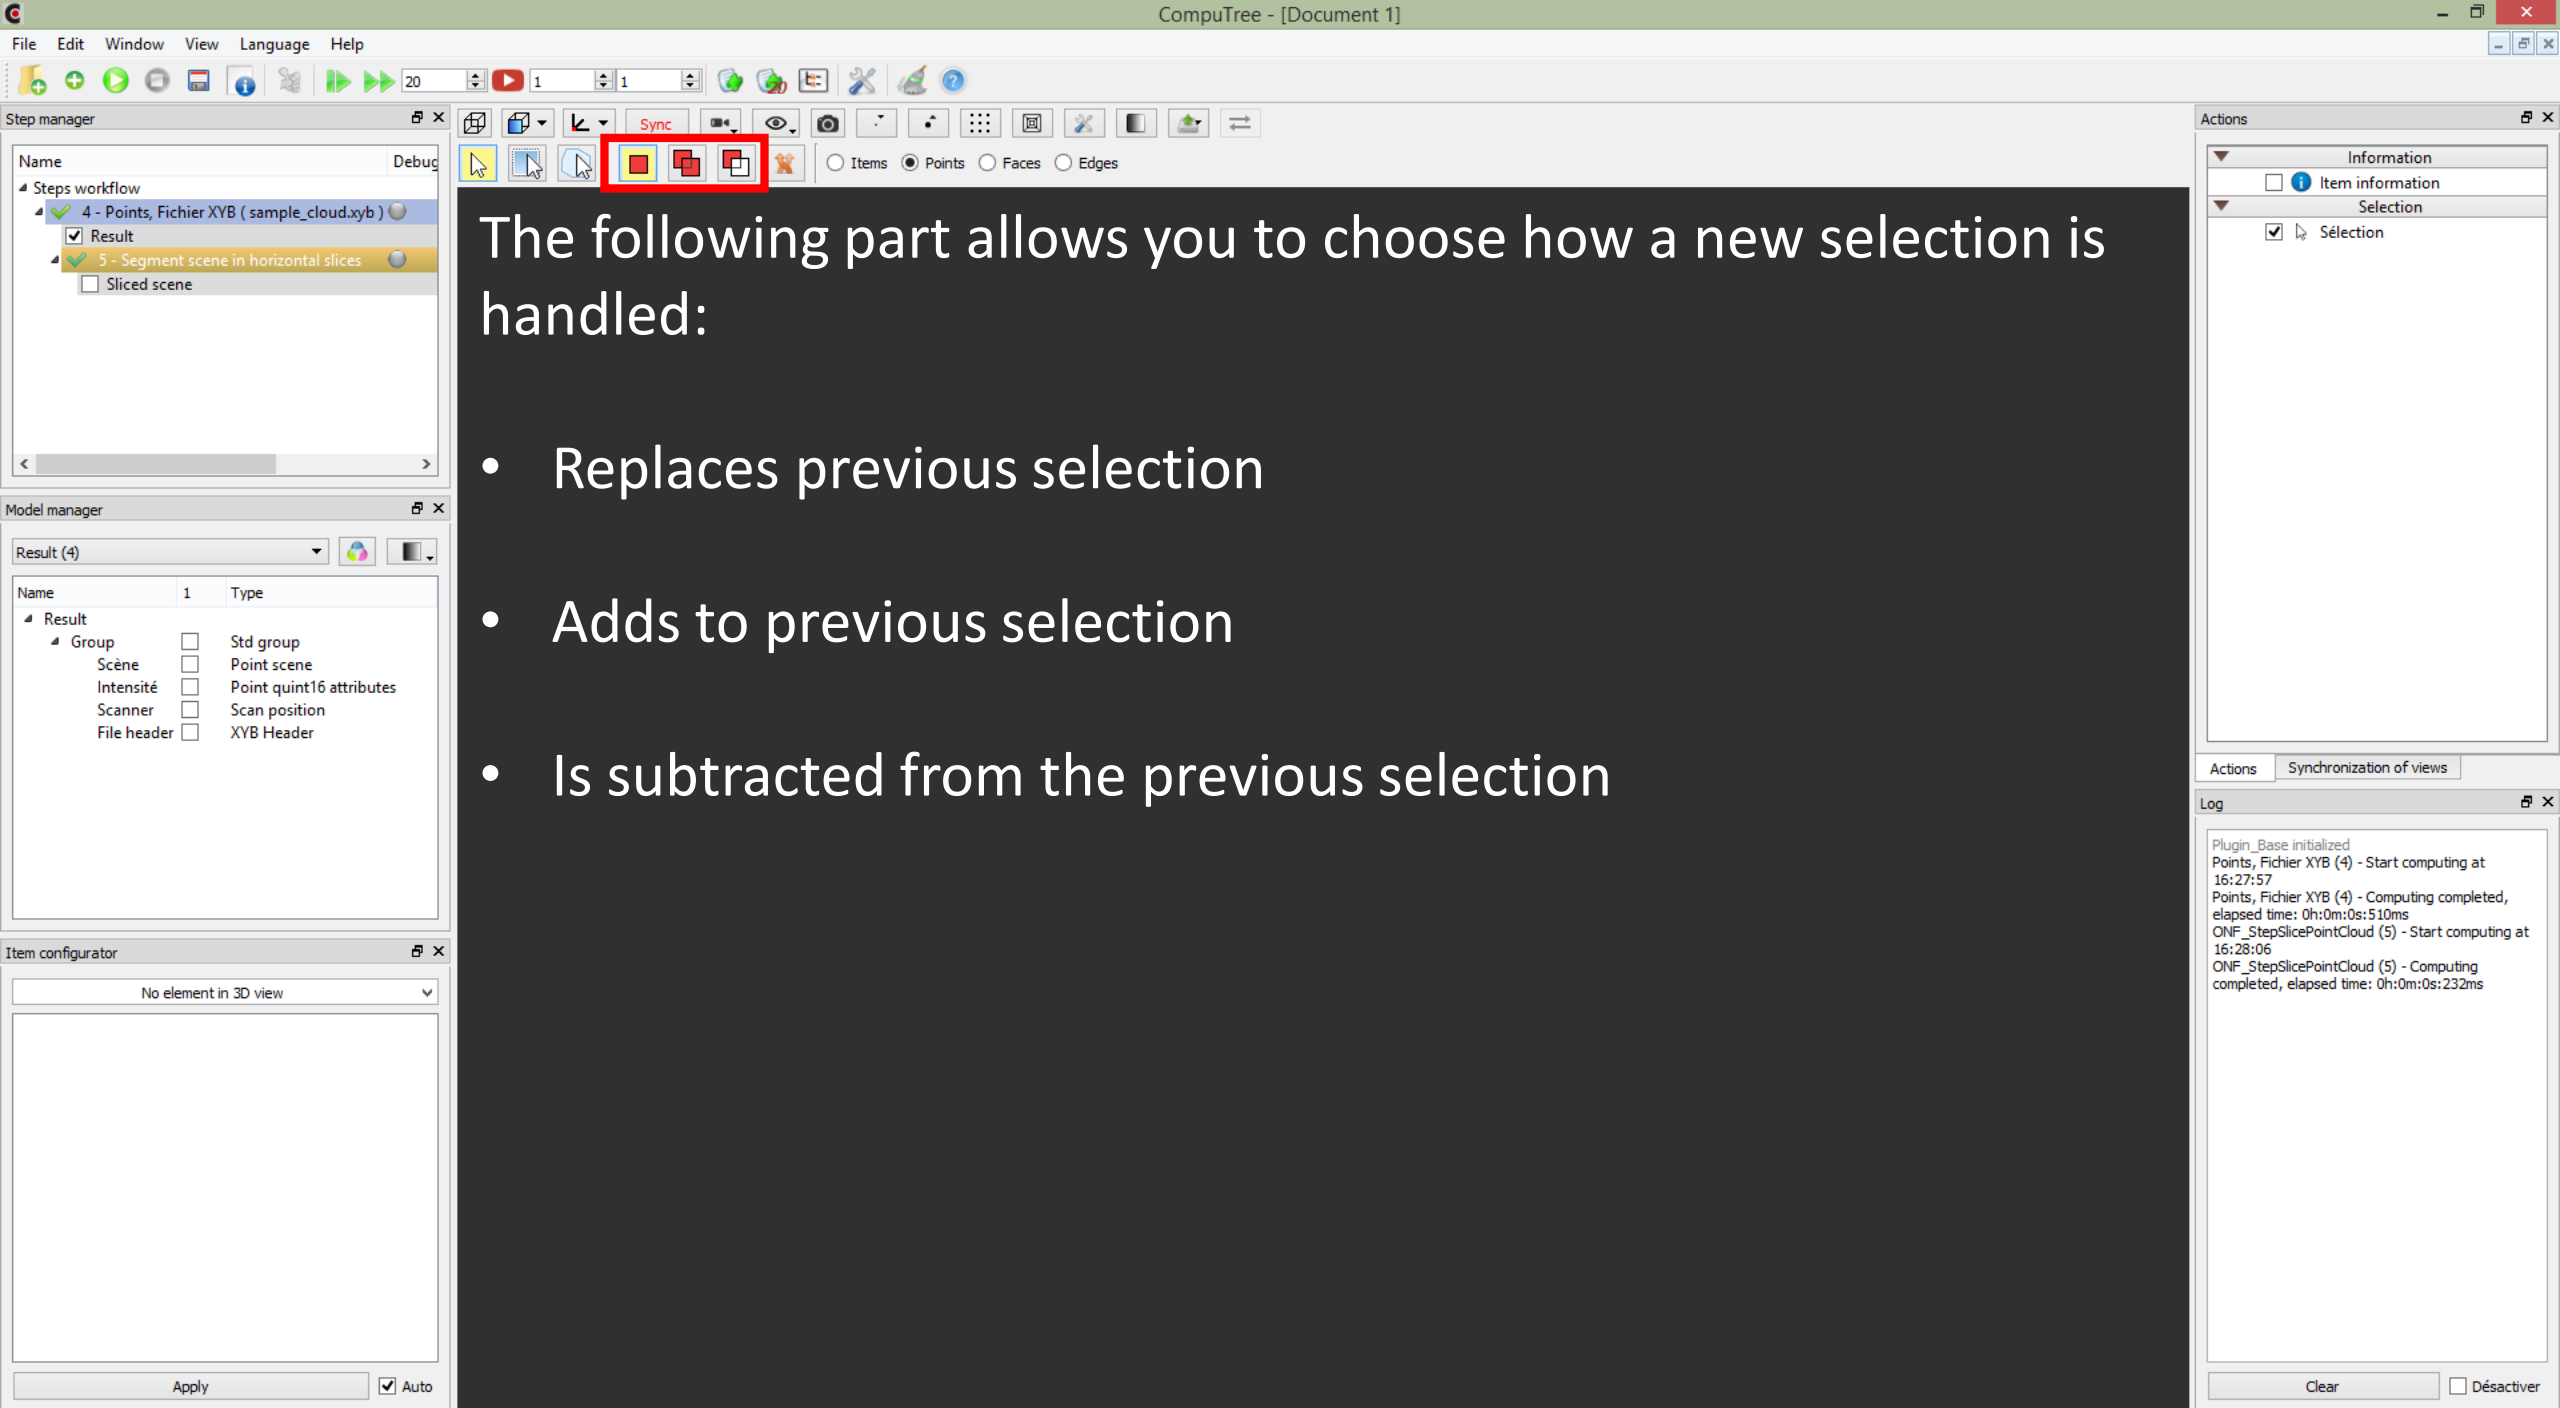 CompuTree - [Document 1]
File Edit Window View Language Help
20 1 1 2D
Step manager
Name Debug
Steps workflow
4 - Points, Fichier XYB ( sample_cloud.xyb )
Result
5 - Segment scene in horizontal slices
Sliced scene
Model manager
Result (4)
Name 1 Type
Result
Group Std group
Scène Point scene
Intensité Point quint16 attributes
Scanner Scan position
File header XYB Header
Item configurator
No element in 3D view
Apply Auto
Sync
Items Points Faces Edges
The following part allows you to choose how a new selection is
handled:
• Replaces previous selection
• Adds to previous selection
• Is subtracted from the previous selection
Actions
Information
Item information
Selection
Sélection
Actions Synchronization of views
Log
Plugin_Base initialized
Points, Fichier XYB (4) - Start computing at
16:27:57
Points, Fichier XYB (4) - Computing completed,
elapsed time: 0h:0m:0s:510ms
ONF_StepSlicePointCloud (5) - Start computing at
16:28:06
ONF_StepSlicePointCloud (5) - Computing
completed, elapsed time: 0h:0m:0s:232ms
Clear Désactiver